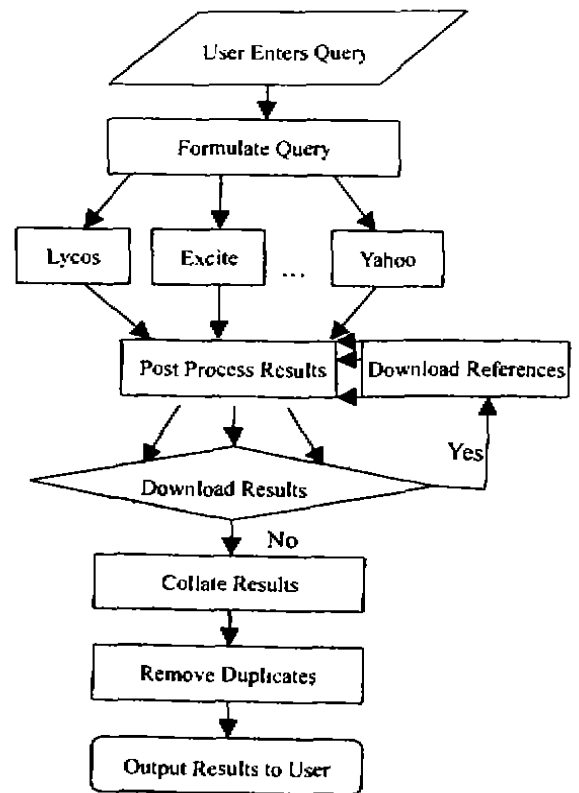 User Enters Query
Formulate Query
Lycos
Excite
...
Yahoo
Post Process Results
Download References
Yes
Download Results
No
Collate Results
Remove Duplicates
Output Results to User